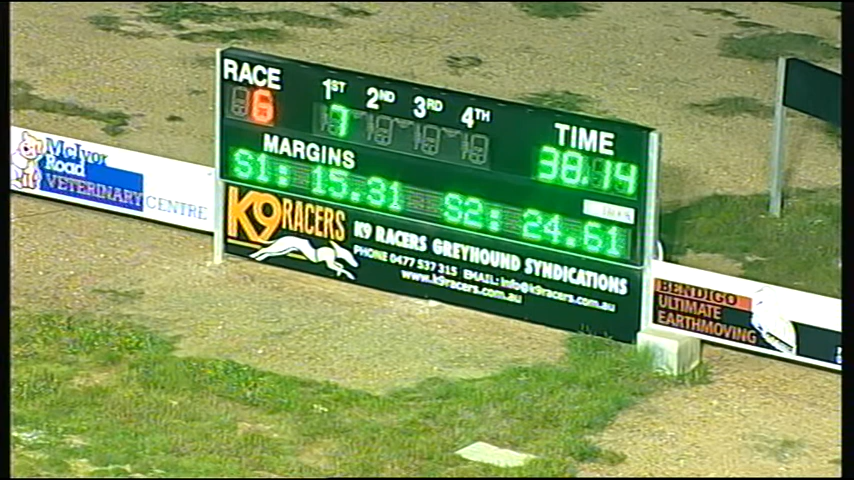 RACE 1ST 2ND 3RD 4TH TIME
6 7 38.14
MARGINS
S1: 15.31 S2: 24.61
K9 RACERS
K9 RACERS GREYHOUND SYNDICATIONS
PHONE 0477 537 315 EMAIL: info@k9racers.com.au
www.k9racers.com.au
McIvor
Road
VETERINARY CENTRE
BENDIGO
ULTIMATE
EARTHMOVING